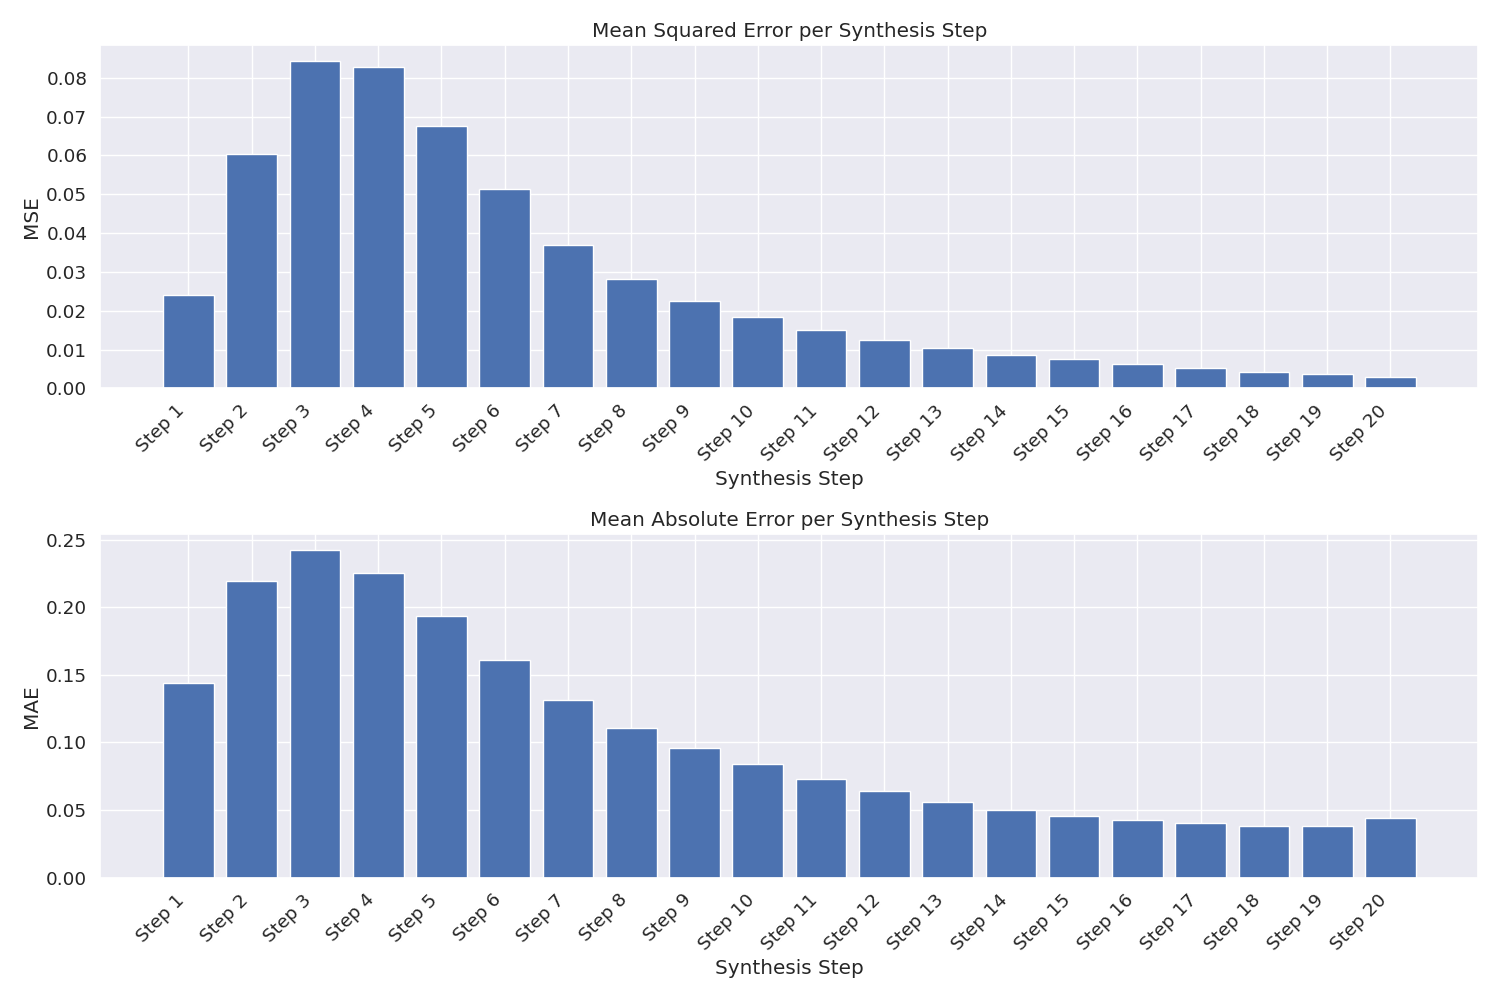 Mean Squared Error per Synthesis Step
MSE
0.08
0.07
0.06
0.05
0.04
0.03
0.02
0.01
0.00
Step 1
Step 2
Step 3
Step 4
Step 5
Step 6
Step 7
Step 8
Step 9
Step 10
Step 11
Step 12
Step 13
Step 14
Step 15
Step 16
Step 17
Step 18
Step 19
Step 20
Synthesis Step
Mean Absolute Error per Synthesis Step
MAE
0.25
0.20
0.15
0.10
0.05
0.00
Step 1
Step 2
Step 3
Step 4
Step 5
Step 6
Step 7
Step 8
Step 9
Step 10
Step 11
Step 12
Step 13
Step 14
Step 15
Step 16
Step 17
Step 18
Step 19
Step 20
Synthesis Step